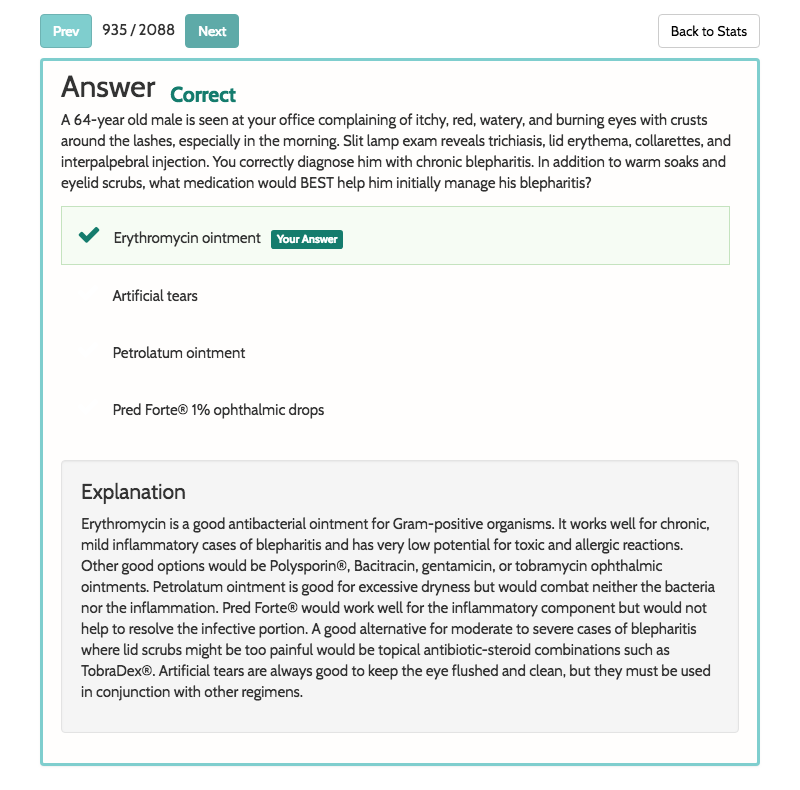 Prev 935 / 2088 Next Back to Stats
Answer Correct
A 64-year old male is seen at your office complaining of itchy, red, watery, and burning eyes with crusts
around the lashes, especially in the morning. Slit lamp exam reveals trichiasis, lid erythema, collarettes, and
interpalpebral injection. You correctly diagnose him with chronic blepharitis. In addition to warm soaks and
eyelid scrubs, what medication would BEST help him initially manage his blepharitis?
Erythromycin ointment Your Answer
Artificial tears
Petrolatum ointment
Pred Forte® 1% ophthalmic drops
Explanation
Erythromycin is a good antibacterial ointment for Gram-positive organisms. It works well for chronic,
mild inflammatory cases of blepharitis and has very low potential for toxic and allergic reactions.
Other good options would be Polysporin®, Bacitracin, gentamicin, or tobramycin ophthalmic
ointments. Petrolatum ointment is good for excessive dryness but would combat neither the bacteria
nor the inflammation. Pred Forte® would work well for the inflammatory component but would not
help to resolve the infective portion. A good alternative for moderate to severe cases of blepharitis
where lid scrubs might be too painful would be topical antibiotic-steroid combinations such as
TobraDex®. Artificial tears are always good to keep the eye flushed and clean, but they must be used
in conjunction with other regimens.